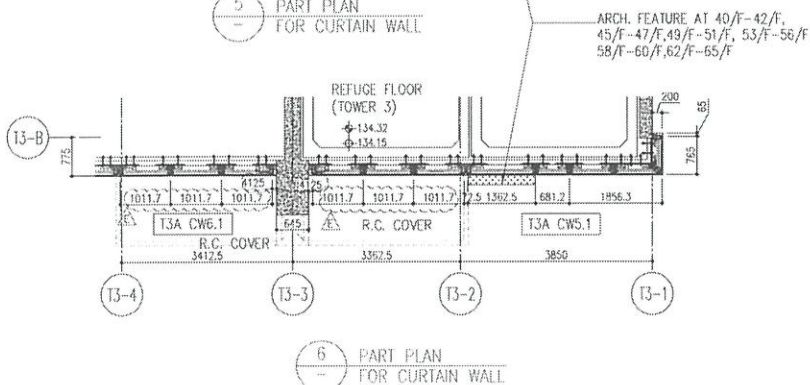 5
PART PLAN
FOR CURTAIN WALL
ARCH. FEATURE AT 40/F-42/F,
45/F-47/F,49/F-51/F, 53/F-56/F
58/F-60/F,62/F-65/F
REFUGE FLOOR
(TOWER 3)
134.32
134.15
200
65
T3-B
775
765
4125
4125
1011.7
1011.7
1011.7
1011.7
1011.7
1011.7
1362.5
681.2
1856.3
E
T3A CW6.1
645
E
R.C. COVER
T3A CW5.1
R.C. COVER
3412.5
3362.5
3850
T3-4
T3-3
T3-2
T3-1
6
PART PLAN
FOR CURTAIN WALL